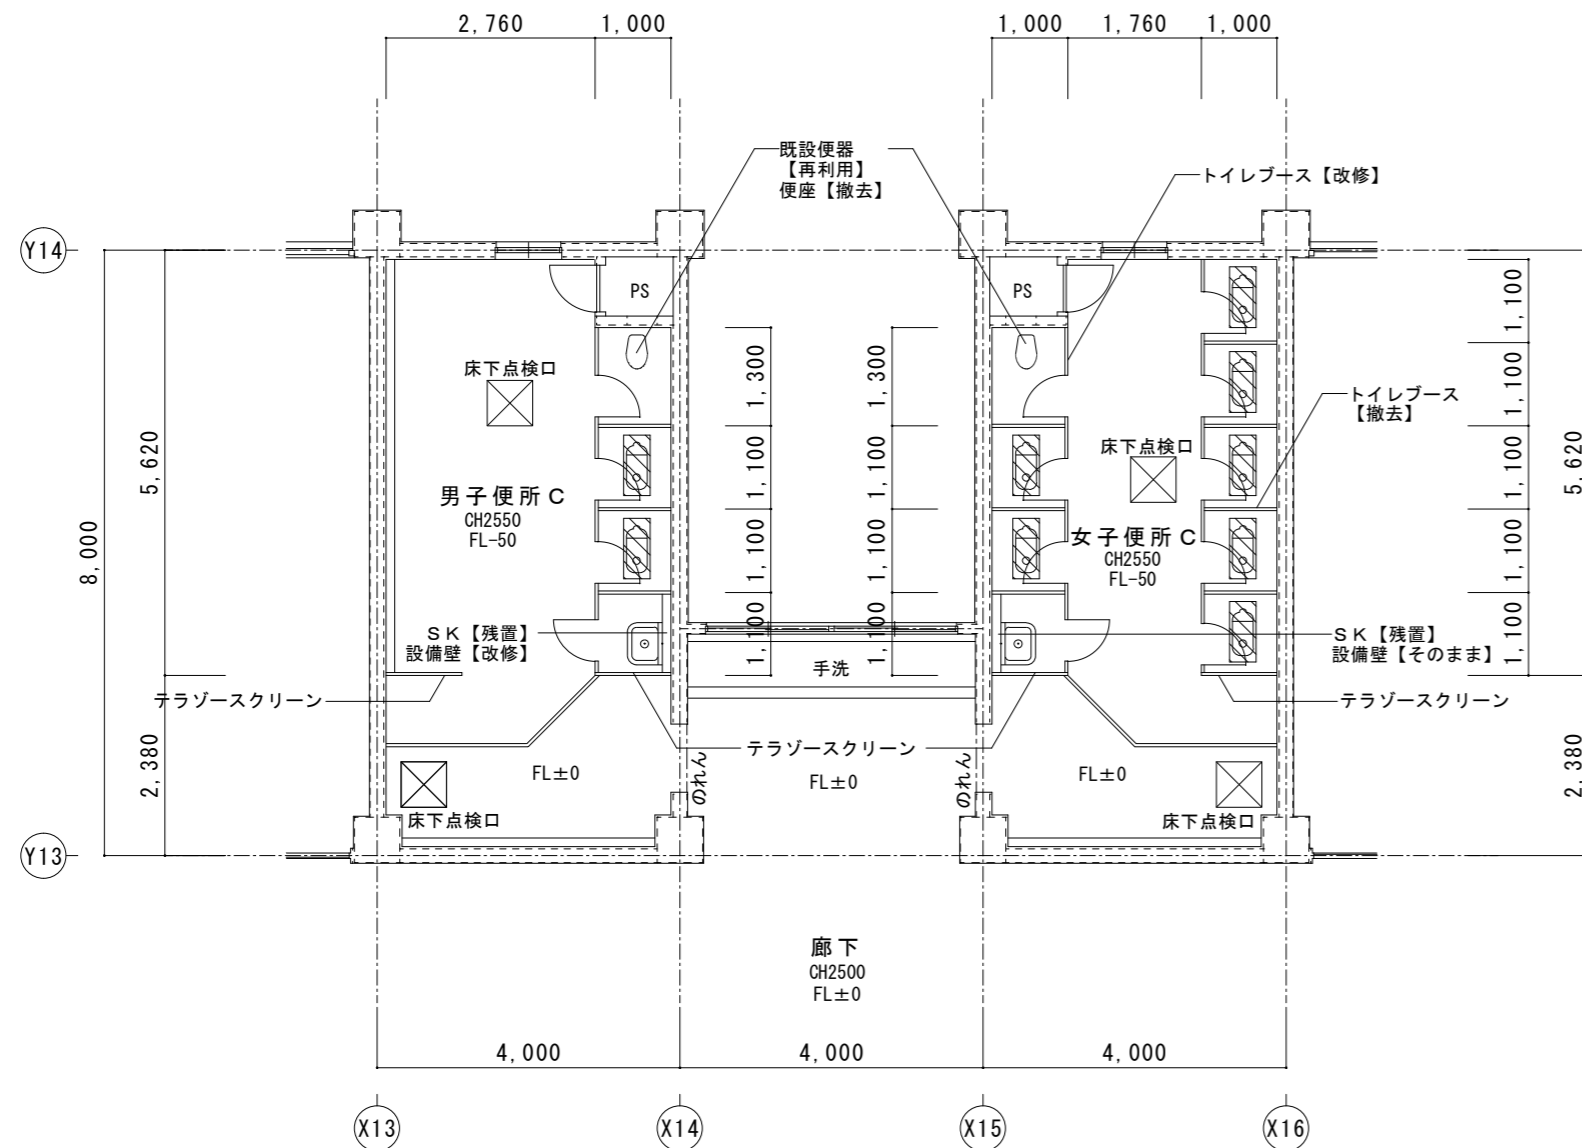 2,760
1,000
1,000
1,760
1,000
既設便器
【再利用】
便座【撤去】
トイレブース【改修】
Y14
PS
PS
1,100
1,300
1,300
床下点検口
1,100
トイレブース
【撤去】
5,620
床下点検口
5,620
1,100
1,100
1,100
男子便所C
CH2550
FL-50
8,000
女子便所C
CH2550
FL-50
1,100
1,100
1,100
SK【残置】
設備壁【改修】
SK【残置】
設備壁【そのまま】
1,100
1,100
1,100
手洗
テラゾースクリーン
テラゾースクリーン
テラゾースクリーン
2,380
FL±0
のれん
FL±0
のれん
FL±0
2,380
床下点検口
床下点検口
Y13
廊下
CH2500
FL±0
4,000
4,000
4,000
X13
X14
X15
X16